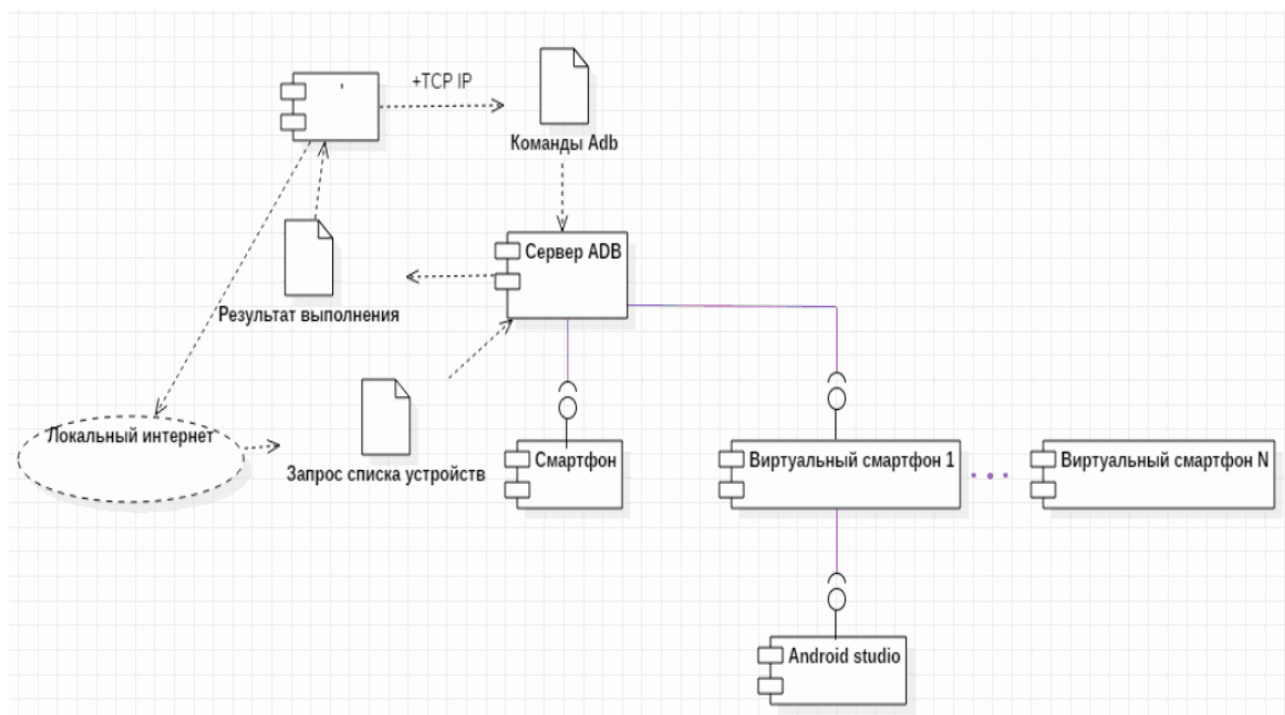 +TCP IP
Команды Adb
Сервер ADB
Результат выполнения
Локальный интернет
Запрос списка устройств
Смартфон
Виртуальный смартфон 1
Виртуальный смартфон N
Android studio